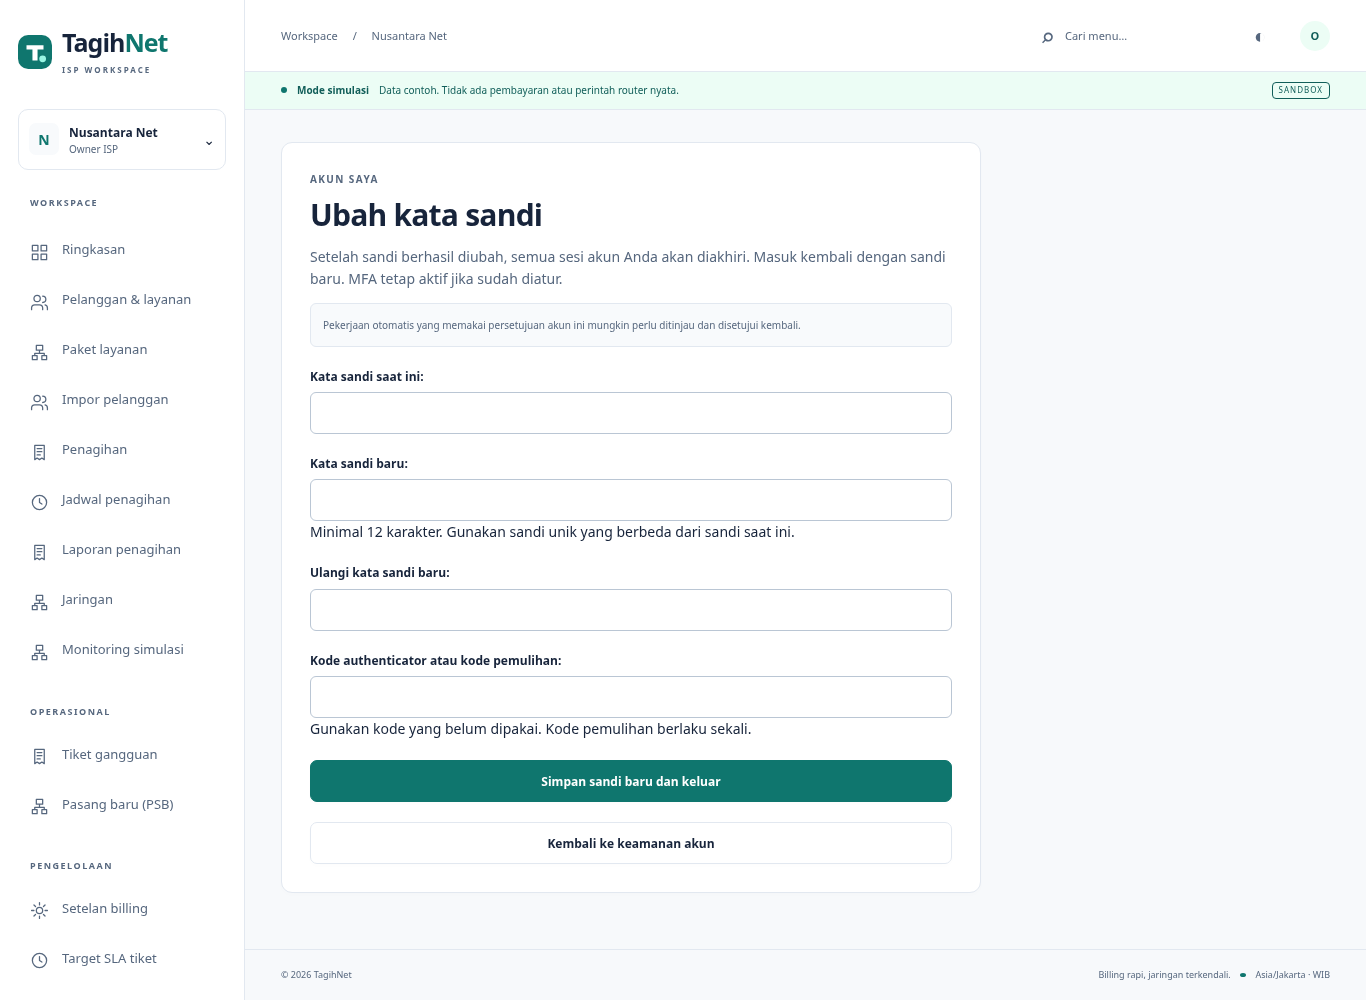 TagihNet
ISP WORKSPACE
N
Nusantara Net
Owner ISP
WORKSPACE
Ringkasan
Pelanggan & layanan
Paket layanan
Impor pelanggan
Penagihan
Jadwal penagihan
Laporan penagihan
Jaringan
Monitoring simulasi
OPERASIONAL
Tiket gangguan
Pasang baru (PSB)
PENGELOLAAN
Setelan billing
Target SLA tiket
Workspace / Nusantara Net
Cari menu...
O
Mode simulasi Data contoh. Tidak ada pembayaran atau perintah router nyata.
SANDBOX
AKUN SAYA
Ubah kata sandi
Setelah sandi berhasil diubah, semua sesi akun Anda akan diakhiri. Masuk kembali dengan sandi
baru. MFA tetap aktif jika sudah diatur.
Pekerjaan otomatis yang memakai persetujuan akun ini mungkin perlu ditinjau dan disetujui kembali.
Kata sandi saat ini:
Kata sandi baru:
Minimal 12 karakter. Gunakan sandi unik yang berbeda dari sandi saat ini.
Ulangi kata sandi baru:
Kode authenticator atau kode pemulihan:
Gunakan kode yang belum dipakai. Kode pemulihan berlaku sekali.
Simpan sandi baru dan keluar
Kembali ke keamanan akun
© 2026 TagihNet
Billing rapi, jaringan terkendali.
Asia/Jakarta · WIB